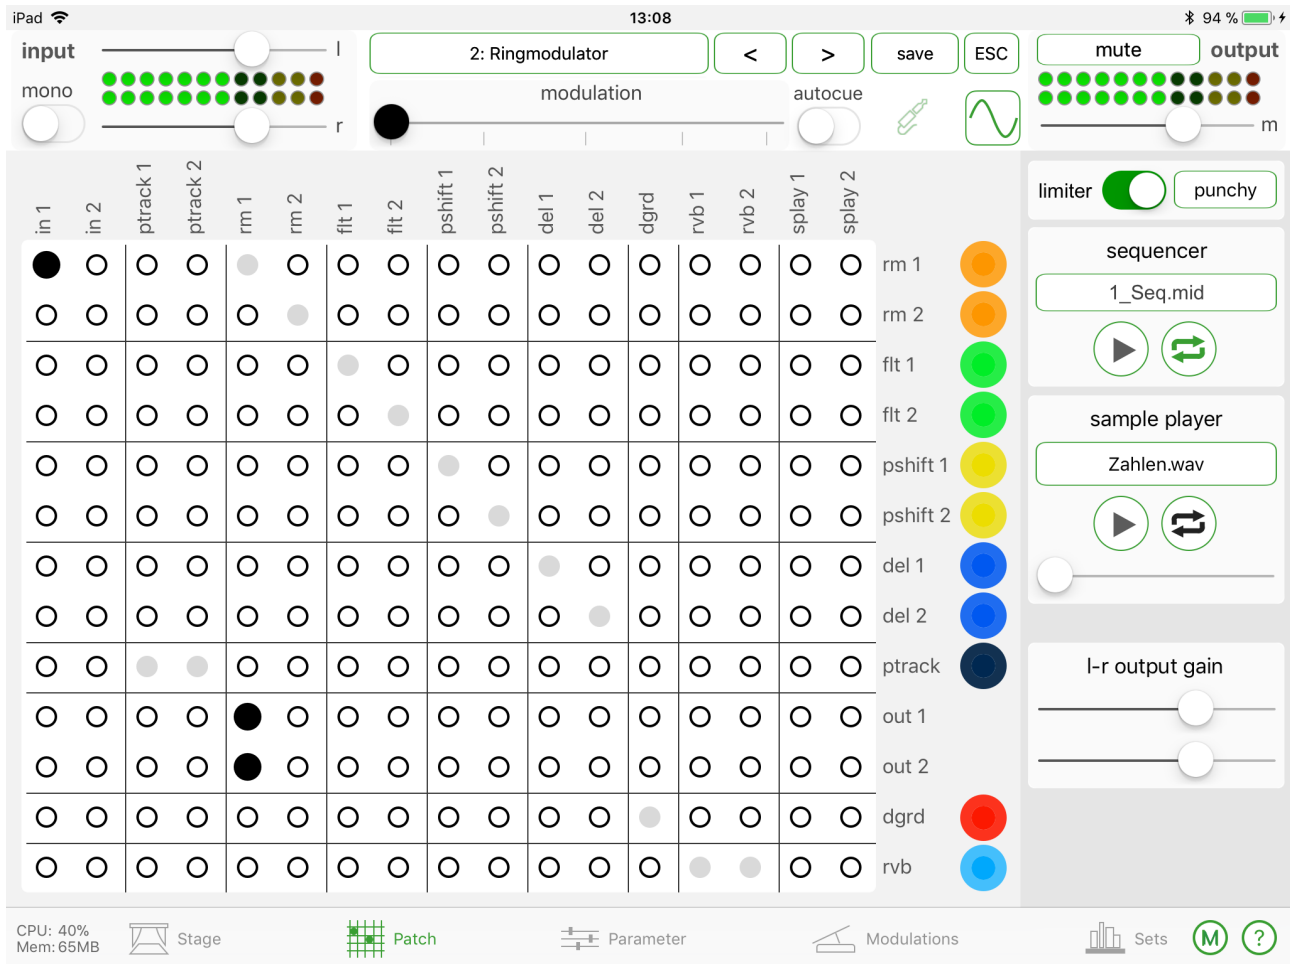 iPad 13:08 94 %
input l 2: Ringmodulator < > save ESC mute output
mono modulation autocue
r m
in 1 in 2 ptrack 1 ptrack 2 rm 1 rm 2 flt 1 flt 2 pshift 1 pshift 2 del 1 del 2 dgrd rvb 1 rvb 2 splay 1 splay 2
rm 1
rm 2
flt 1
flt 2
pshift 1
pshift 2
del 1
del 2
ptrack
out 1
out 2
dgrd
rvb
limiter punchy
sequencer
1_Seq.mid
sample player
Zahlen.wav
l-r output gain
CPU: 40%
Mem: 65MB
Stage Patch Parameter Modulations Sets M ?